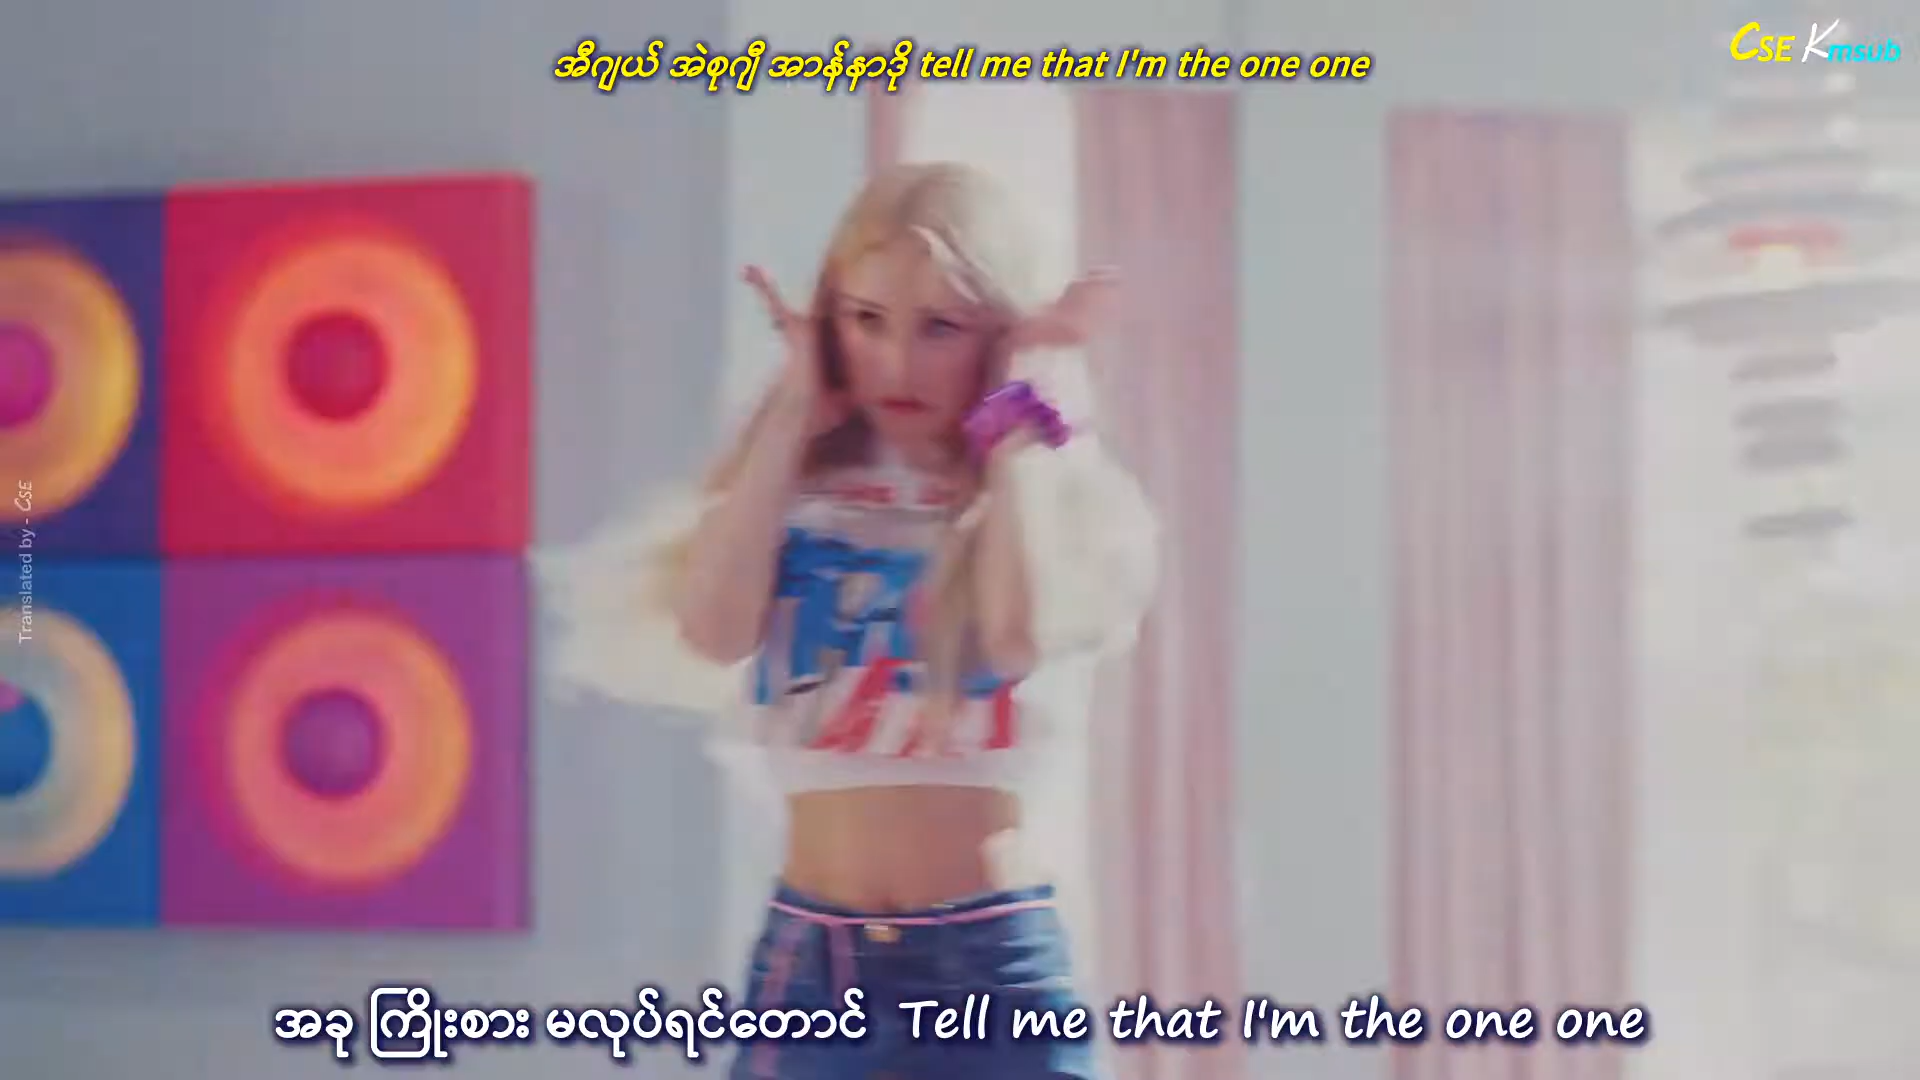 အီဂျယ် အဲစုဂျီ အာန်နာဒို tell me that I'm the one one
CSE Kmsub
Translated by - CSE
အခု ကြိုးစား မလုပ်ရင်တောင် Tell me that I'm the one one